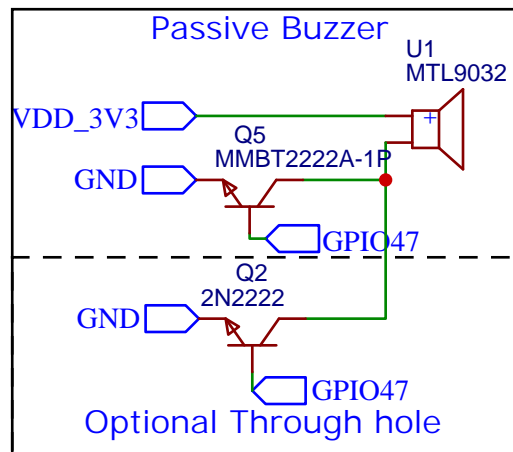 Passive Buzzer
U1
MTL9032
VDD_3V3
+
Q5
MMBT2222A-1P
GND
GPIO47
Q2
2N2222
GND
GPIO47
Optional Through hole